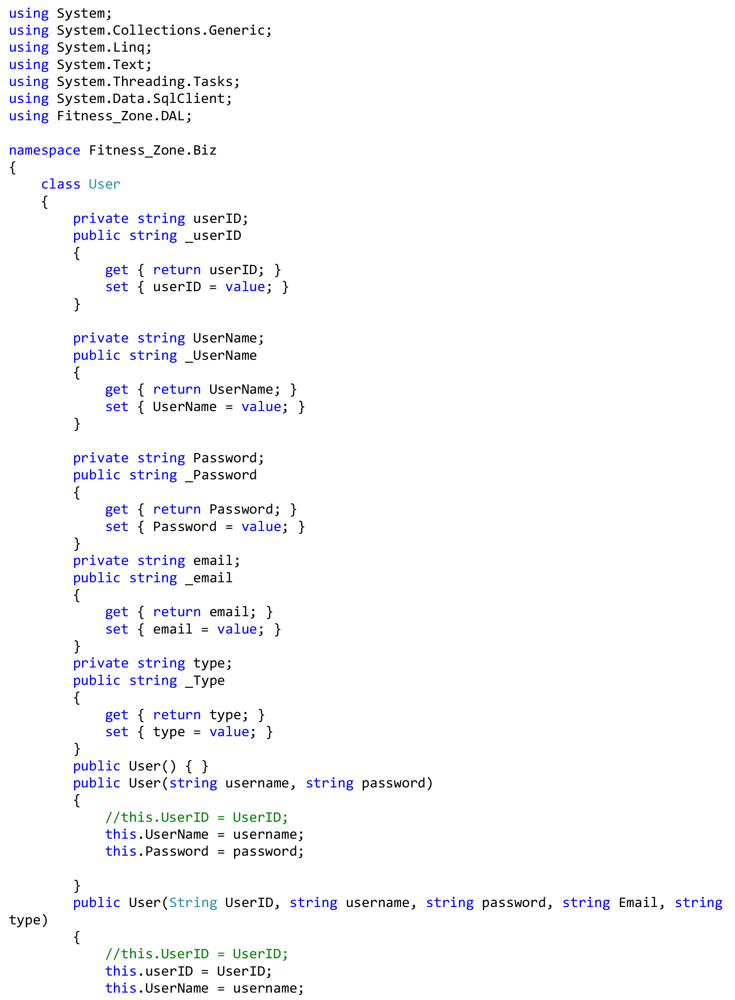 using System;
using System.Collections.Generic;
using System.Linq;
using System.Text;
using System.Threading.Tasks;
using System.Data.SqlClient;
using Fitness_Zone.DAL;

namespace Fitness_Zone.Biz
{
    class User
    {
        private string userID;
        public string _userID
        {
            get { return userID; }
            set { userID = value; }
        }

        private string UserName;
        public string _UserName
        {
            get { return UserName; }
            set { UserName = value; }
        }

        private string Password;
        public string _Password
        {
            get { return Password; }
            set { Password = value; }
        }
        private string email;
        public string _email
        {
            get { return email; }
            set { email = value; }
        }
        private string type;
        public string _Type
        {
            get { return type; }
            set { type = value; }
        }
        public User() { }
        public User(string username, string password)
        {
            //this.UserID = UserID;
            this.UserName = username;
            this.Password = password;

        }
        public User(String UserID, string username, string password, string Email, string
type)
        {
            //this.UserID = UserID;
            this.userID = UserID;
            this.UserName = username;